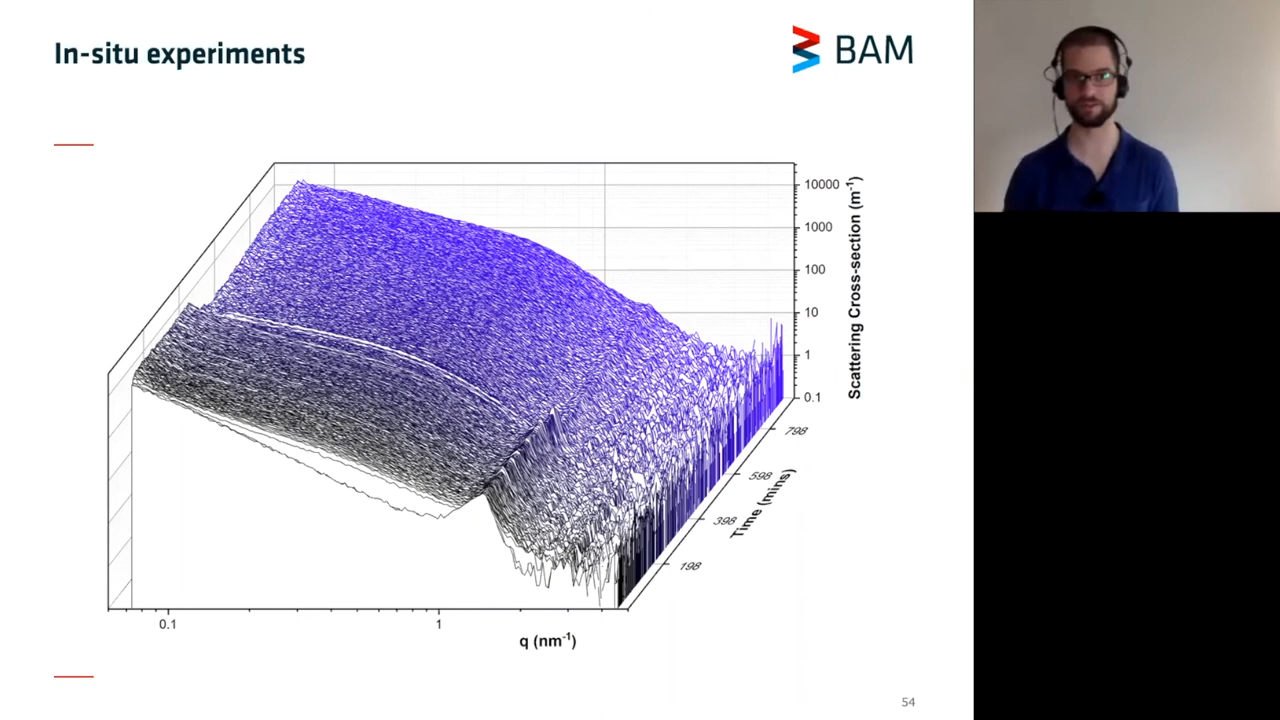 In-situ experiments
BAM
10000
1000
100
10
1
0.1
Scattering Cross-section (m-1)
798
598
398
198
Time (mins)
0.1
1
q (nm-1)
54